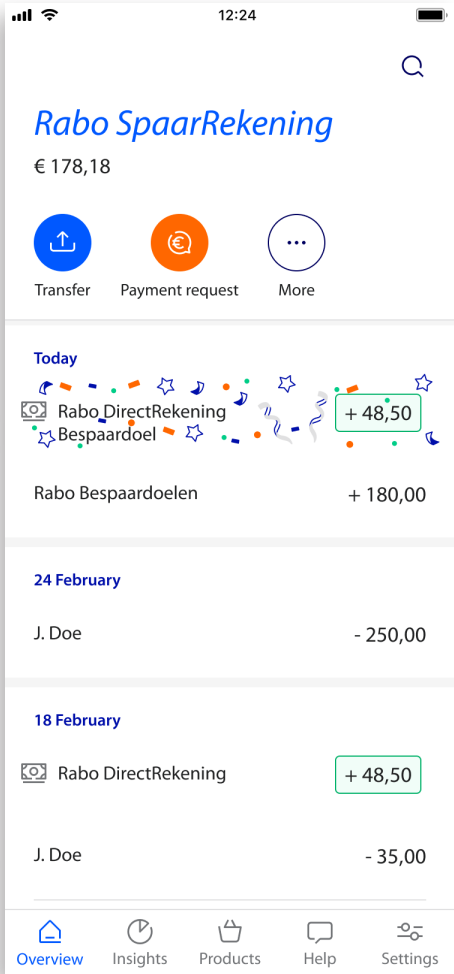 12:24
Rabo SpaarRekening
€ 178,18
Transfer
Payment request
More
Today
Rabo DirectRekening
+ 48,50
Bespaardoel
Rabo Bespaardoelen
+ 180,00
24 February
J. Doe
- 250,00
18 February
Rabo DirectRekening
+ 48,50
J. Doe
- 35,00
Overview
Insights
Products
Help
Settings